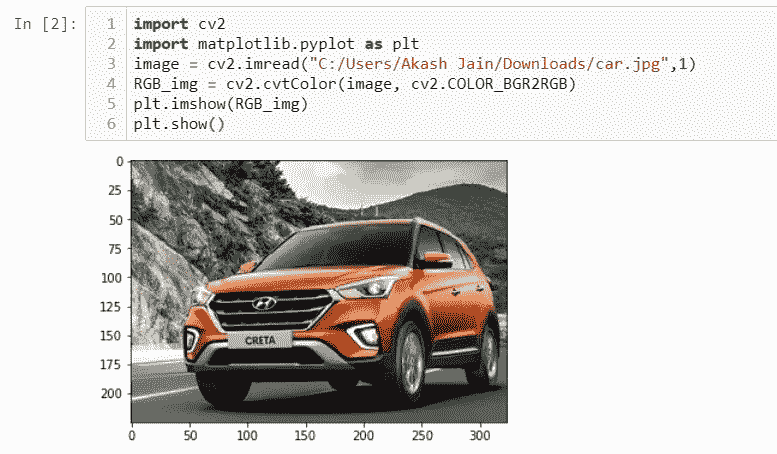 In [2]:
1 import cv2
2 import matplotlib.pyplot as plt
3 image = cv2.imread("C:/Users/Akash Jain/Downloads/car.jpg",1)
4 RGB_img = cv2.cvtColor(image, cv2.COLOR_BGR2RGB)
5 plt.imshow(RGB_img)
6 plt.show()
0
25
50
75
100
125
150
175
200
CRETA
0 50 100 150 200 250 300